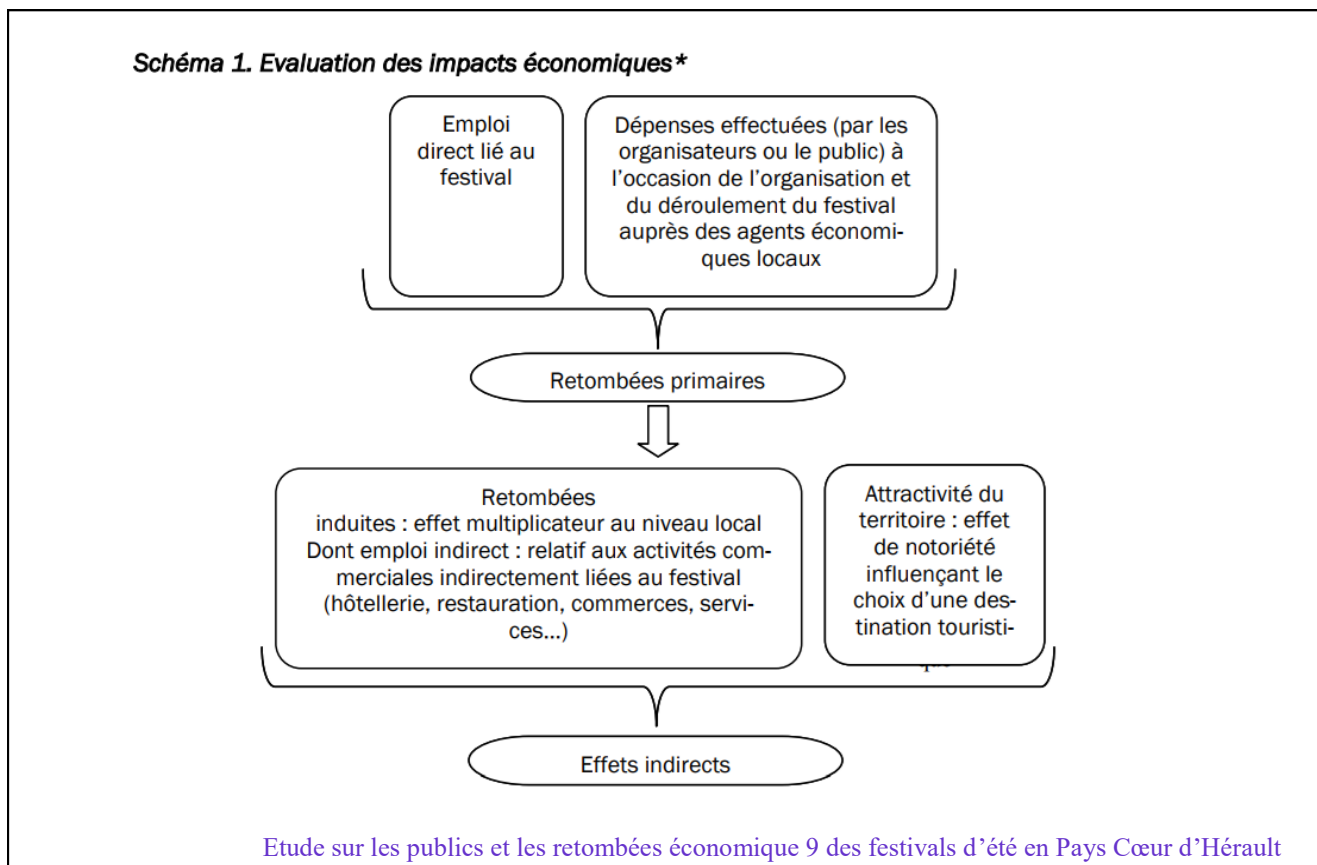 Schéma 1. Evaluation des impacts économiques*
Emploi
direct lié au
festival
Dépenses effectuées (par les
organisateurs ou le public) à
l'occasion de l'organisation et
du déroulement du festival
auprès des agents économi-
ques locaux
Retombées primaires
Retombées
induites : effet multiplicateur au niveau local
Dont emploi indirect : relatif aux activités com-
merciales indirectement liées au festival
(hôtellerie, restauration, commerces, servi-
ces...)
Attractivité du
territoire : effet
de notoriété
influençant le
choix d'une des-
tination touristi-
Effets indirects
Etude sur les publics et les retombées économique 9 des festivals d'été en Pays Cœur d'Hérault